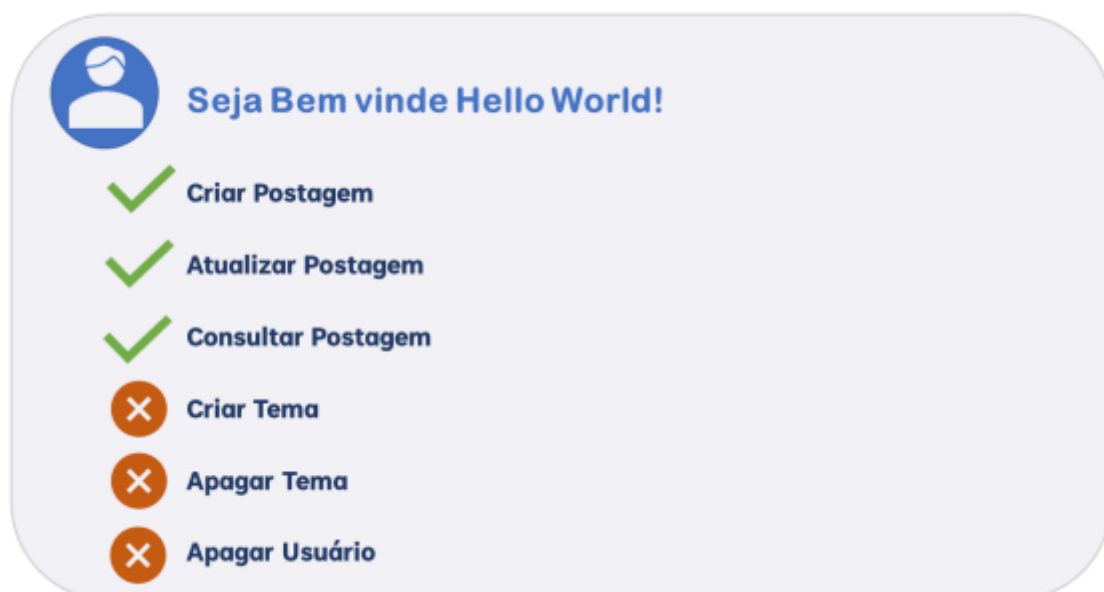 Seja Bem vinde Hello World!
Criar Postagem
Atualizar Postagem
Consultar Postagem
Criar Tema
Apagar Tema
Apagar Usuário